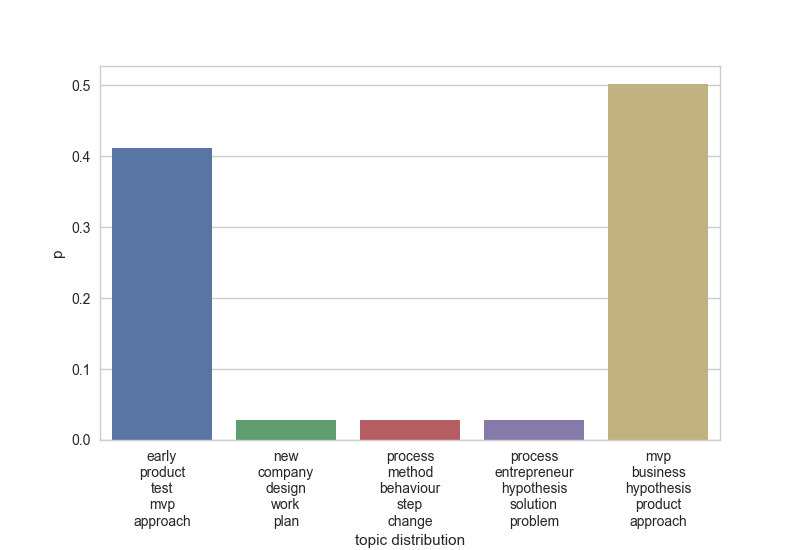 0.5
0.4
0.3
0.2
0.1
0.0
p
early
product
test
mvp
approach
new
company
design
work
plan
process
method
behaviour
step
change
process
entrepreneur
hypothesis
solution
problem
mvp
business
hypothesis
product
approach
topic distribution